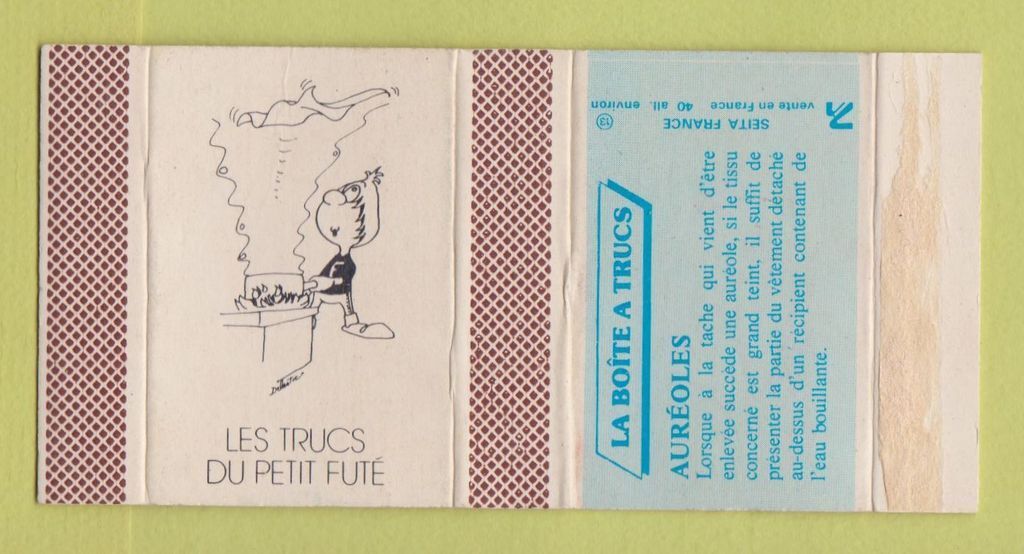 LES TRUCS
DU PETIT FUTÉ
LA BOÎTE A TRUCS
AURÉOLES
Lorsque à la tache qui vient d'être
enlevée succède une auréole, si le tissu
concerné est grand teint, il suffit de
présenter la partie du vêtement détaché
au-dessus d'un récipient contenant de
l'eau bouillante.
SEITA FRANCE
13
vente en France 40 all. environ